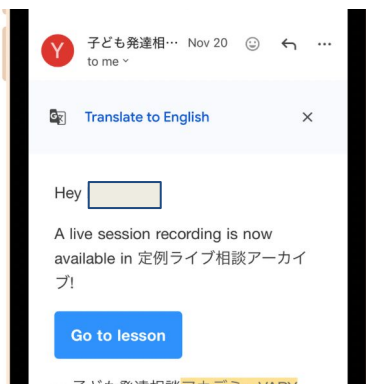 Y
子ども発達相… Nov 20
to me
Translate to English
Hey
A live session recording is now
available in 定例ライブ相談アーカイ
ブ!
Go to lesson